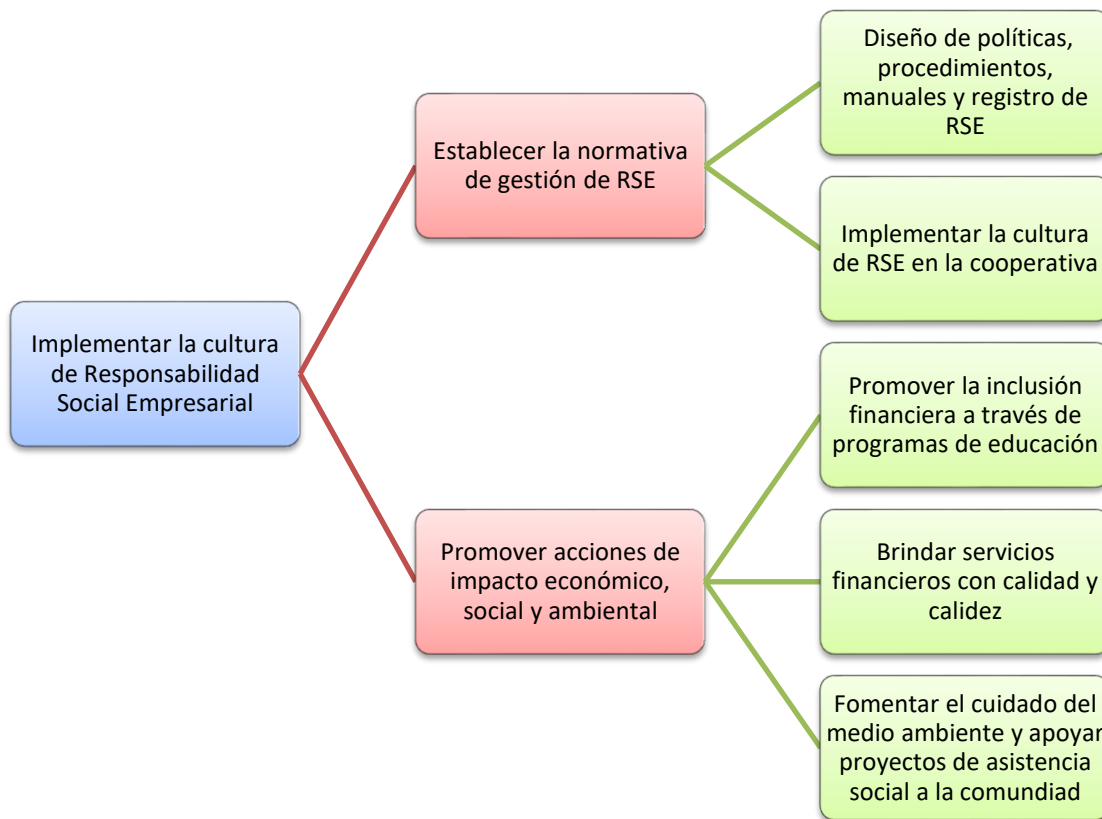 Implementar la cultura
de Responsabilidad
Social Empresarial
Establecer la normativa
de gestión de RSE
Diseño de políticas,
procedimientos,
manuales y registro de
RSE
Implementar la cultura
de RSE en la cooperativa
Promover acciones de
impacto económico,
social y ambiental
Promover la inclusión
financiera a través de
programas de educación
Brindar servicios
financieros con calidad y
calidez
Fomentar el cuidado del
medio ambiente y apoyar
proyectos de asistencia
social a la comundiad